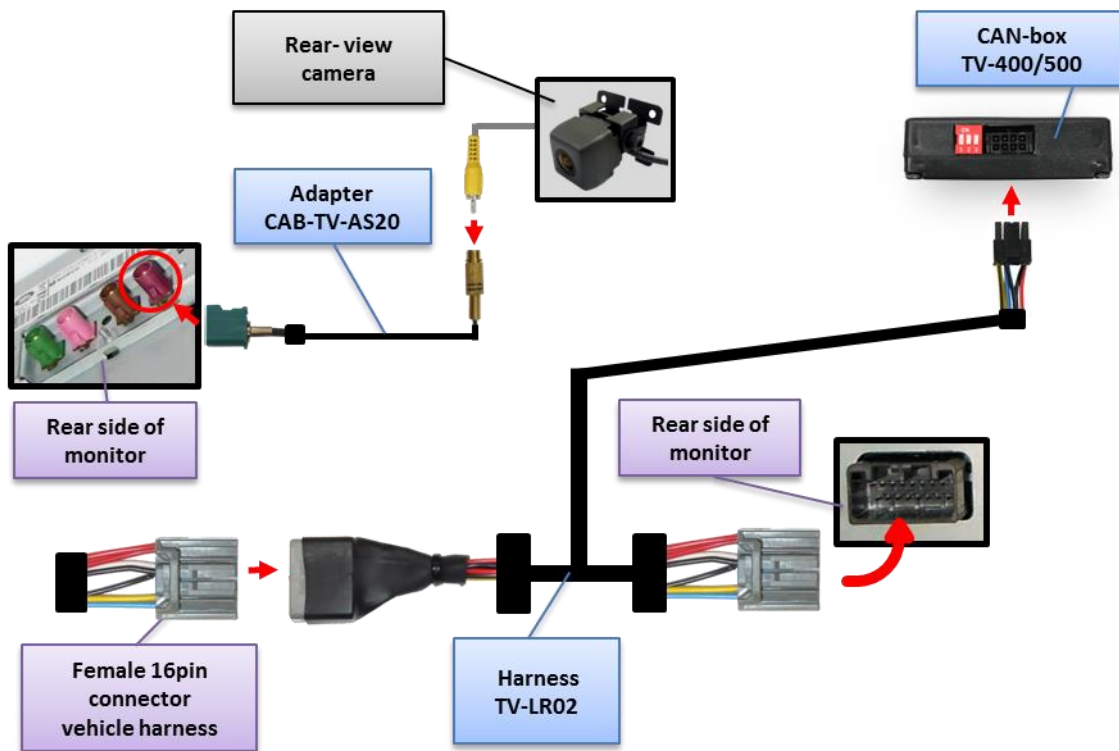 Rear- view
camera
CAN-box
TV-400/500
Adapter
CAB-TV-AS20
Rear side of
monitor
Rear side of
monitor
Female 16pin
connector
vehicle harness
Harness
TV-LR02